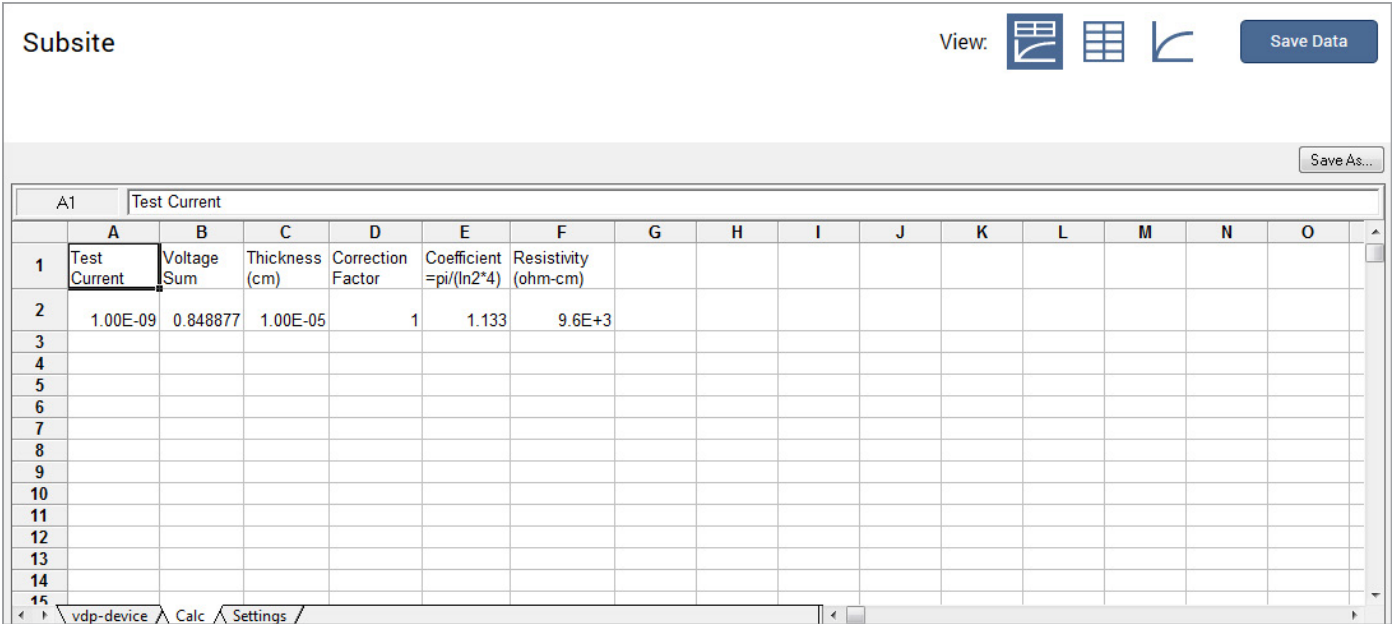 Subsite View: Save Data
Save As...
A1 Test Current
A B C D E F G H I J K L M N O
1 Test Current Voltage Sum Thickness (cm) Correction Factor Coefficient =pi/(ln2*4) Resistivity (ohm-cm)
2 1.00E-09 0.848877 1.00E-05 1 1.133 9.6E+3
3
4
5
6
7
8
9
10
11
12
13
14
15
vdp-device Calc Settings